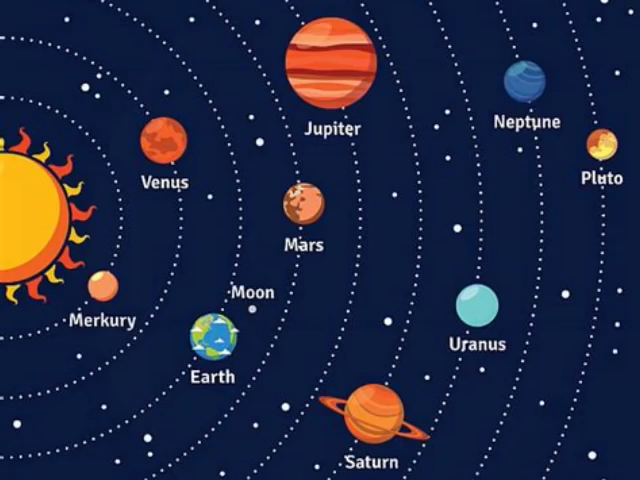 Jupiter
Neptune
Venus
Pluto
Mars
Moon
Merkury
Uranus
Earth
Saturn